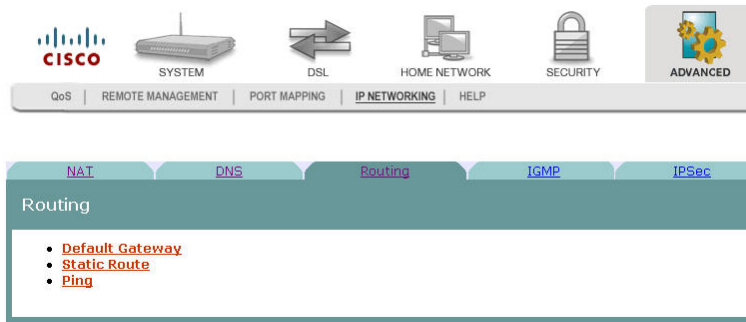 CISCO
SYSTEM
DSL
HOME NETWORK
SECURITY
ADVANCED
QoS | REMOTE MANAGEMENT | PORT MAPPING | IP NETWORKING | HELP
NAT
DNS
Routing
IGMP
IPSec
Routing
Default Gateway
Static Route
Ping